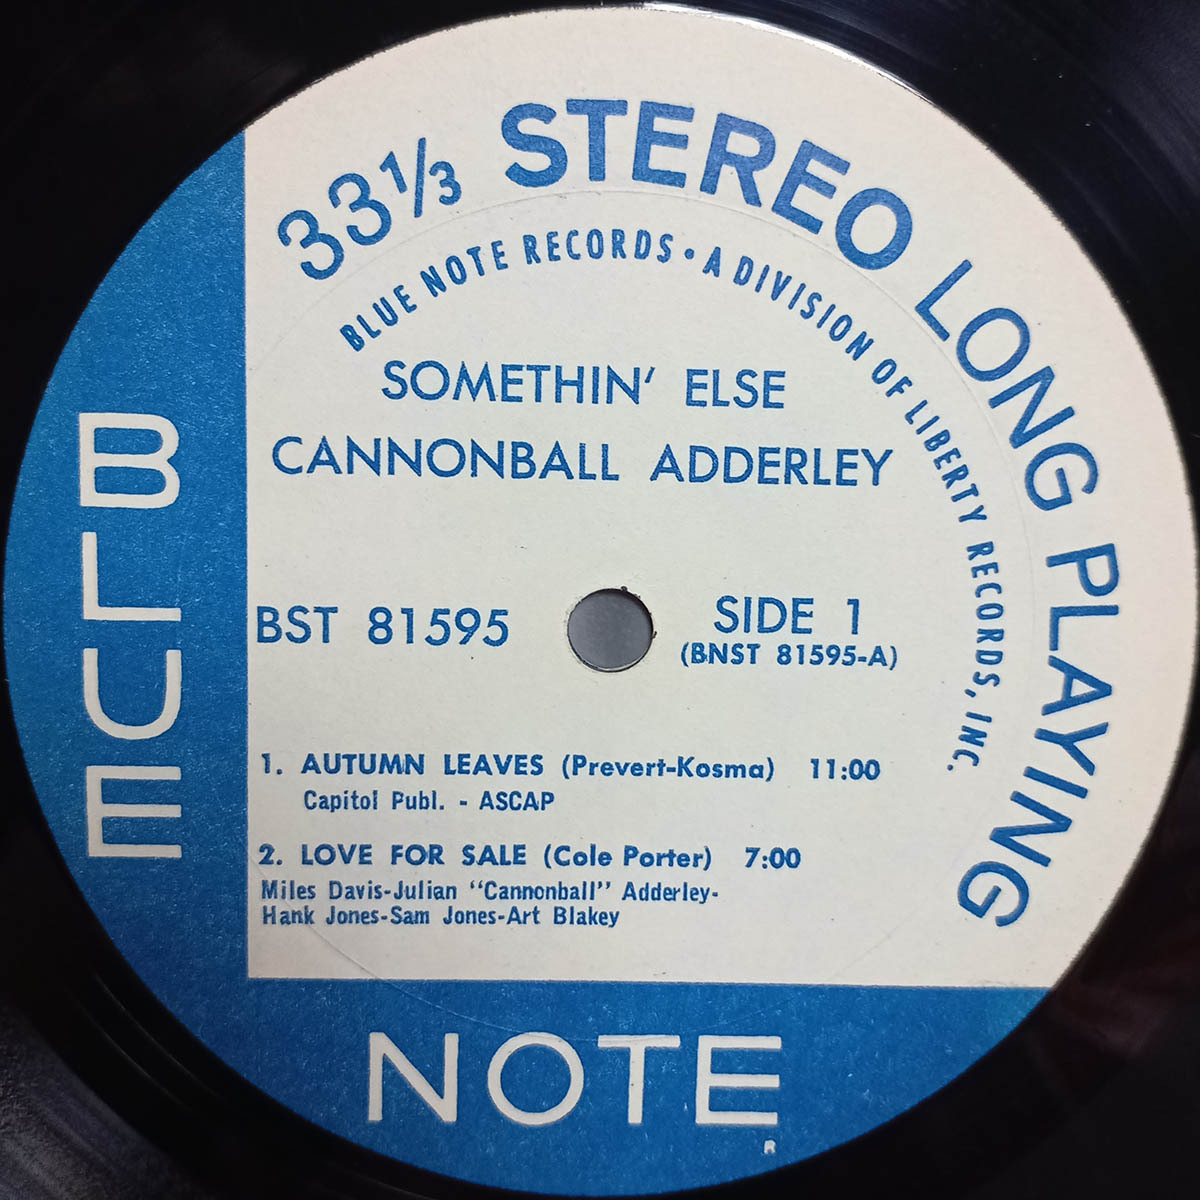 33 1/3 STEREO LONG PLAYING
BLUE NOTE RECORDS • A DIVISION OF LIBERTY RECORDS, INC.
SOMETHIN' ELSE
CANNONBALL ADDERLEY
BST 81595
SIDE 1
(BNST 81595-A)
1. AUTUMN LEAVES (Prevert-Kosma) 11:00
Capitol Publ. - ASCAP
2. LOVE FOR SALE (Cole Porter) 7:00
Miles Davis-Julian "Cannonball" Adderley-
Hank Jones-Sam Jones-Art Blakey
BLUE
NOTE
R